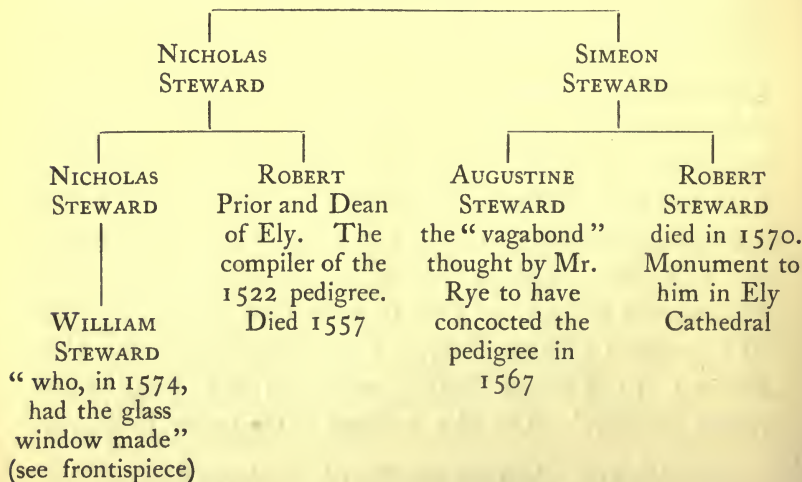 NICHOLAS
STEWARD
SIMEON
STEWARD
NICHOLAS
STEWARD
ROBERT
Prior and Dean
of Ely. The
compiler of the
1522 pedigree.
Died 1557
AUGUSTINE
STEWARD
the “ vagabond ”
thought by Mr.
Rye to have
concocted the
pedigree in
1567
ROBERT
STEWARD
died in 1570.
Monument to
him in Ely
Cathedral
WILLIAM
STEWARD
“ who, in 1574,
had the glass
window made”
(see frontispiece)